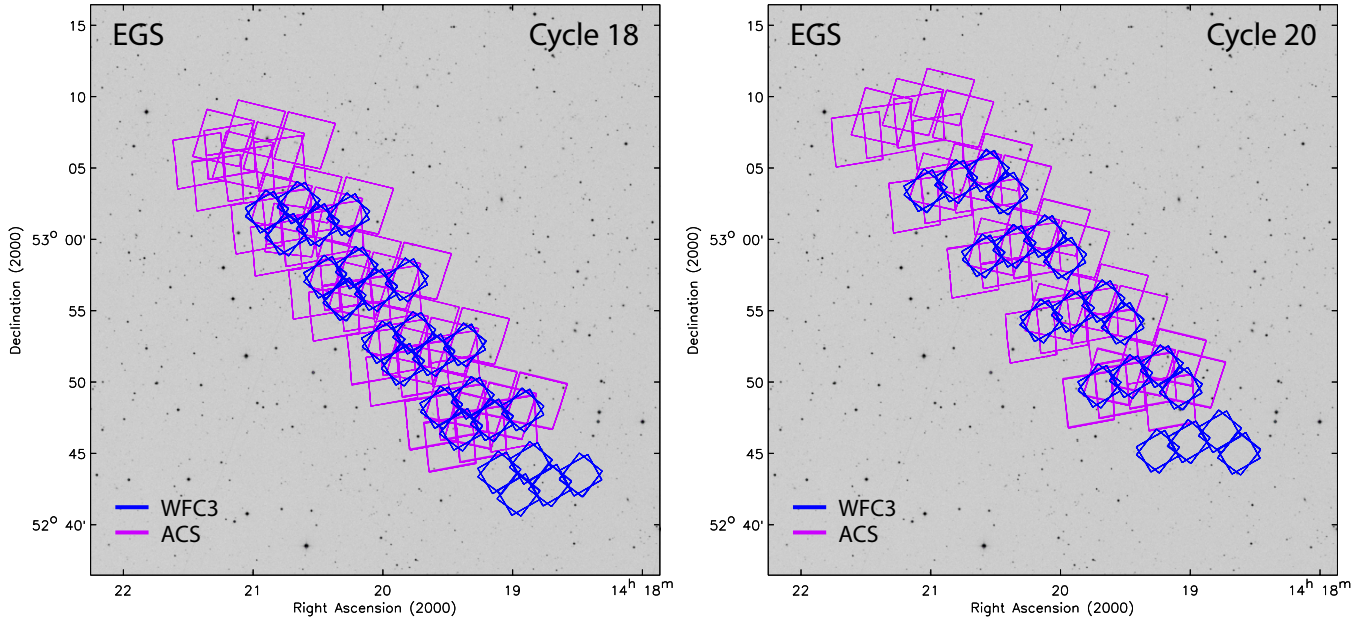 EGS
Cycle 18
15
10
05
53° 00'
55
50
45
52° 40'
Declination (2000)
WFC3
ACS
22
21
20
19
14ʰ 18ᵐ
Right Ascension (2000)
EGS
Cycle 20
15
10
05
53° 00'
55
50
45
52° 40'
Declination (2000)
WFC3
ACS
22
21
20
19
14ʰ 18ᵐ
Right Ascension (2000)